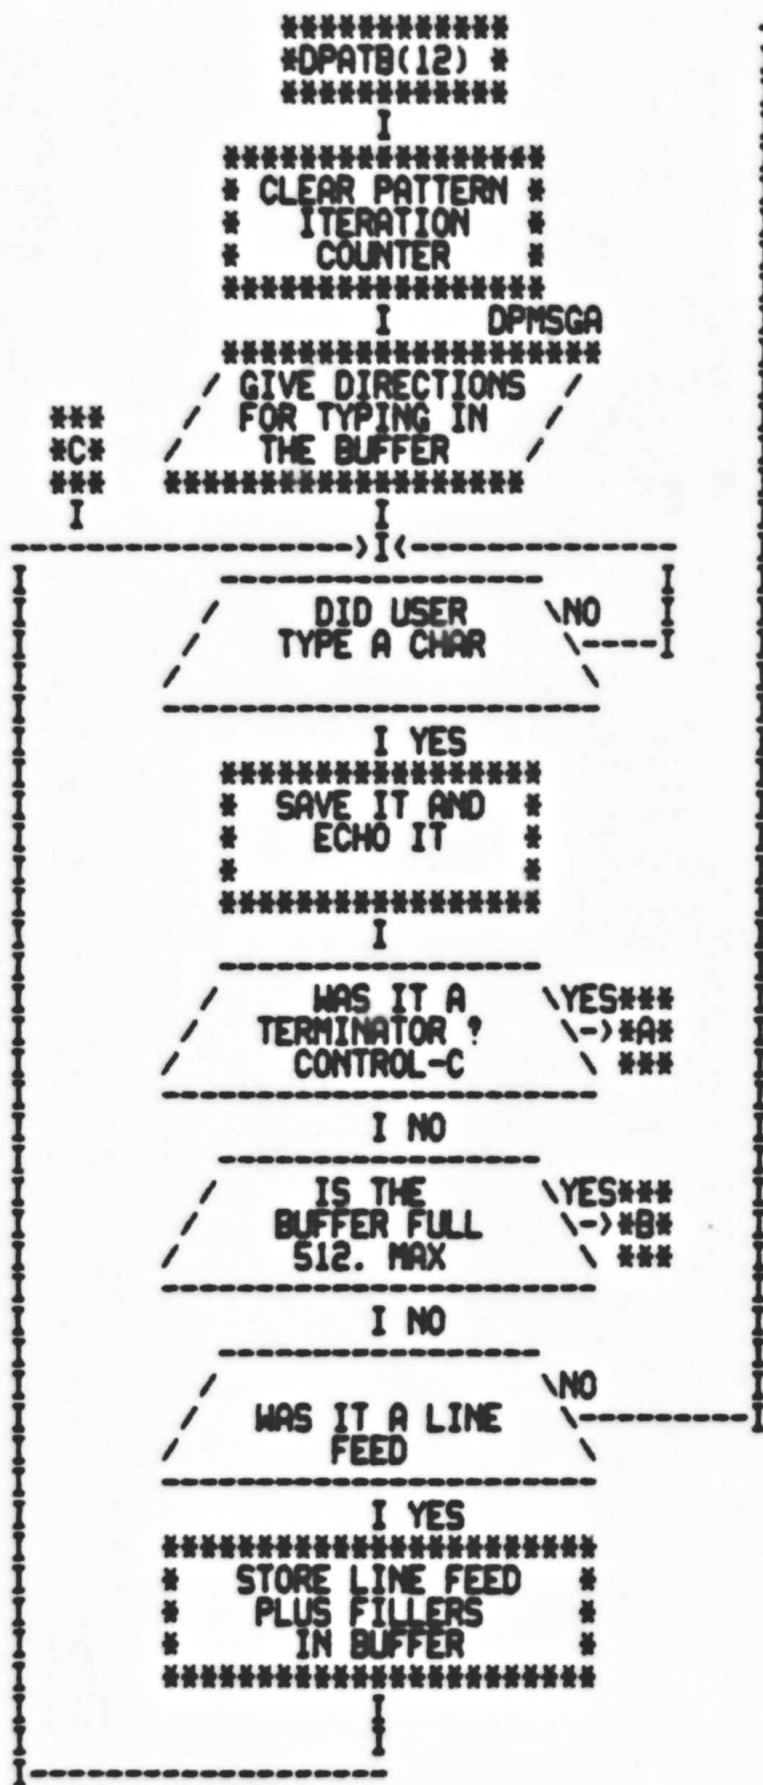 DPATB(12)
CLEAR PATTERN
ITERATION
COUNTER
DPMSGA
GIVE DIRECTIONS
FOR TYPING IN
THE BUFFER
C
DID USER
TYPE A CHAR
NO
YES
SAVE IT AND
ECHO IT
WAS IT A
TERMINATOR ?
CONTROL-C
YES
A
NO
IS THE
BUFFER FULL
512. MAX
YES
B
NO
WAS IT A LINE
FEED
NO
YES
STORE LINE FEED
PLUS FILLERS
IN BUFFER